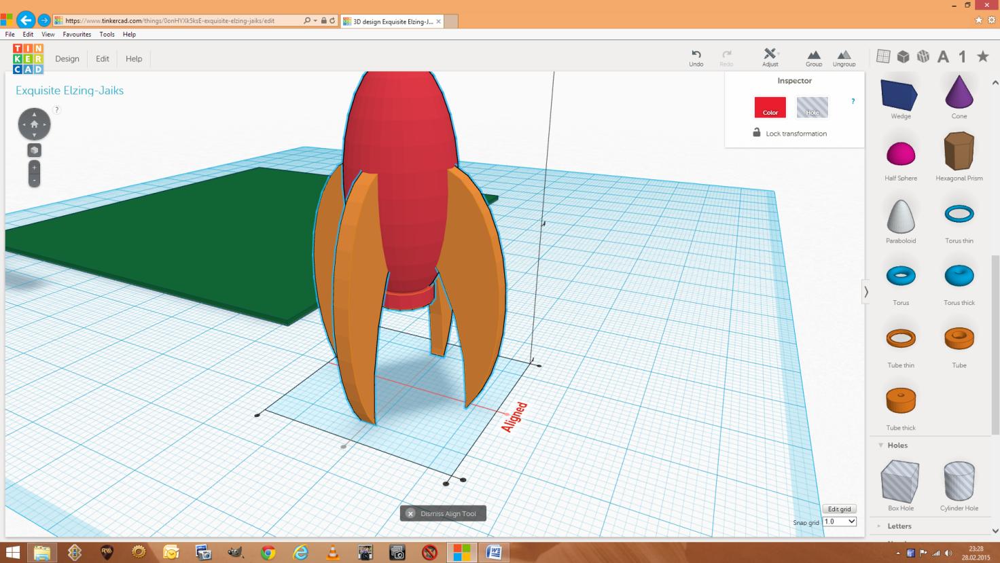 https://www.tinkercad.com/things/0onHYXk5ksE-exquisite-elzing-jaiks/edit
3D design Exquisite Elzing-J...
File Edit View Favourites Tools Help
TIN
KER
CAD
Design Edit Help
Undo Redo Adjust Group Ungroup
A 1
Exquisite Elzing-Jaiks
?
+
-
Inspector
Color Hole ?
Lock transformation
Wedge Cone
Half Sphere Hexagonal Prism
Paraboloid Torus thin
Torus Torus thick
Tube thin Tube
Tube thick
Holes
Box Hole Cylinder Hole
Letters
Aligned
Dismiss Align Tool
Edit grid
Snap grid 1.0
23:28
28.02.2015